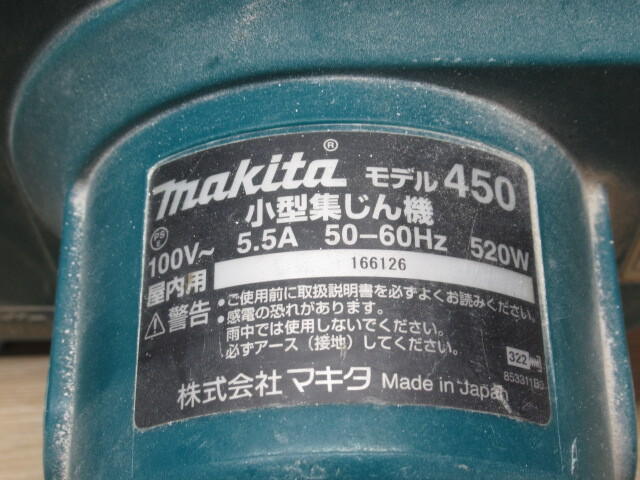 makita® モデル 450
小型集じん機
100V~ 5.5A 50-60Hz 520W
屋内用 166126
警告 ・ご使用前に取扱説明書を必ずよくお読みください。
・感電の恐れがあります。
雨中では使用しないでください。
必ずアース（接地）してください。
322
株式会社 マキタ Made in Japan